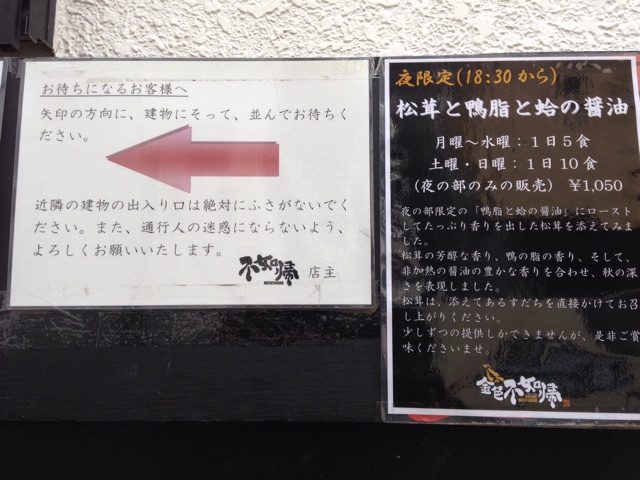 お待ちになるお客様へ
矢印の方向に、建物にそって、並んでお待ちく
ださい。
近隣の建物の出入り口は絶対にふさがないでく
ださい。また、通行人の迷惑にならないよう、
よろしくお願いいたします。
不如帰 店主
夜限定(18:30から)
松茸と鴨脂と蛤の醤油
月曜~水曜:1日5食
土曜・日曜:1日10食
(夜の部のみの販売) ¥1,050
夜の部限定の「鴨脂と蛤の醤油」にロースト
してたっぷり香りを出した松茸を添えてみま
した。
松茸の芳醇な香り、鴨の脂の香り、そして、
非加熱の醤油の豊かな香りを合わせ、秋の深
さを表現しました。
松茸は、添えてあるすだちを直接かけてお召
し上がりください。
少しずつの提供しかできませんが、是非ご賞
味くださいませ。
金色不如帰